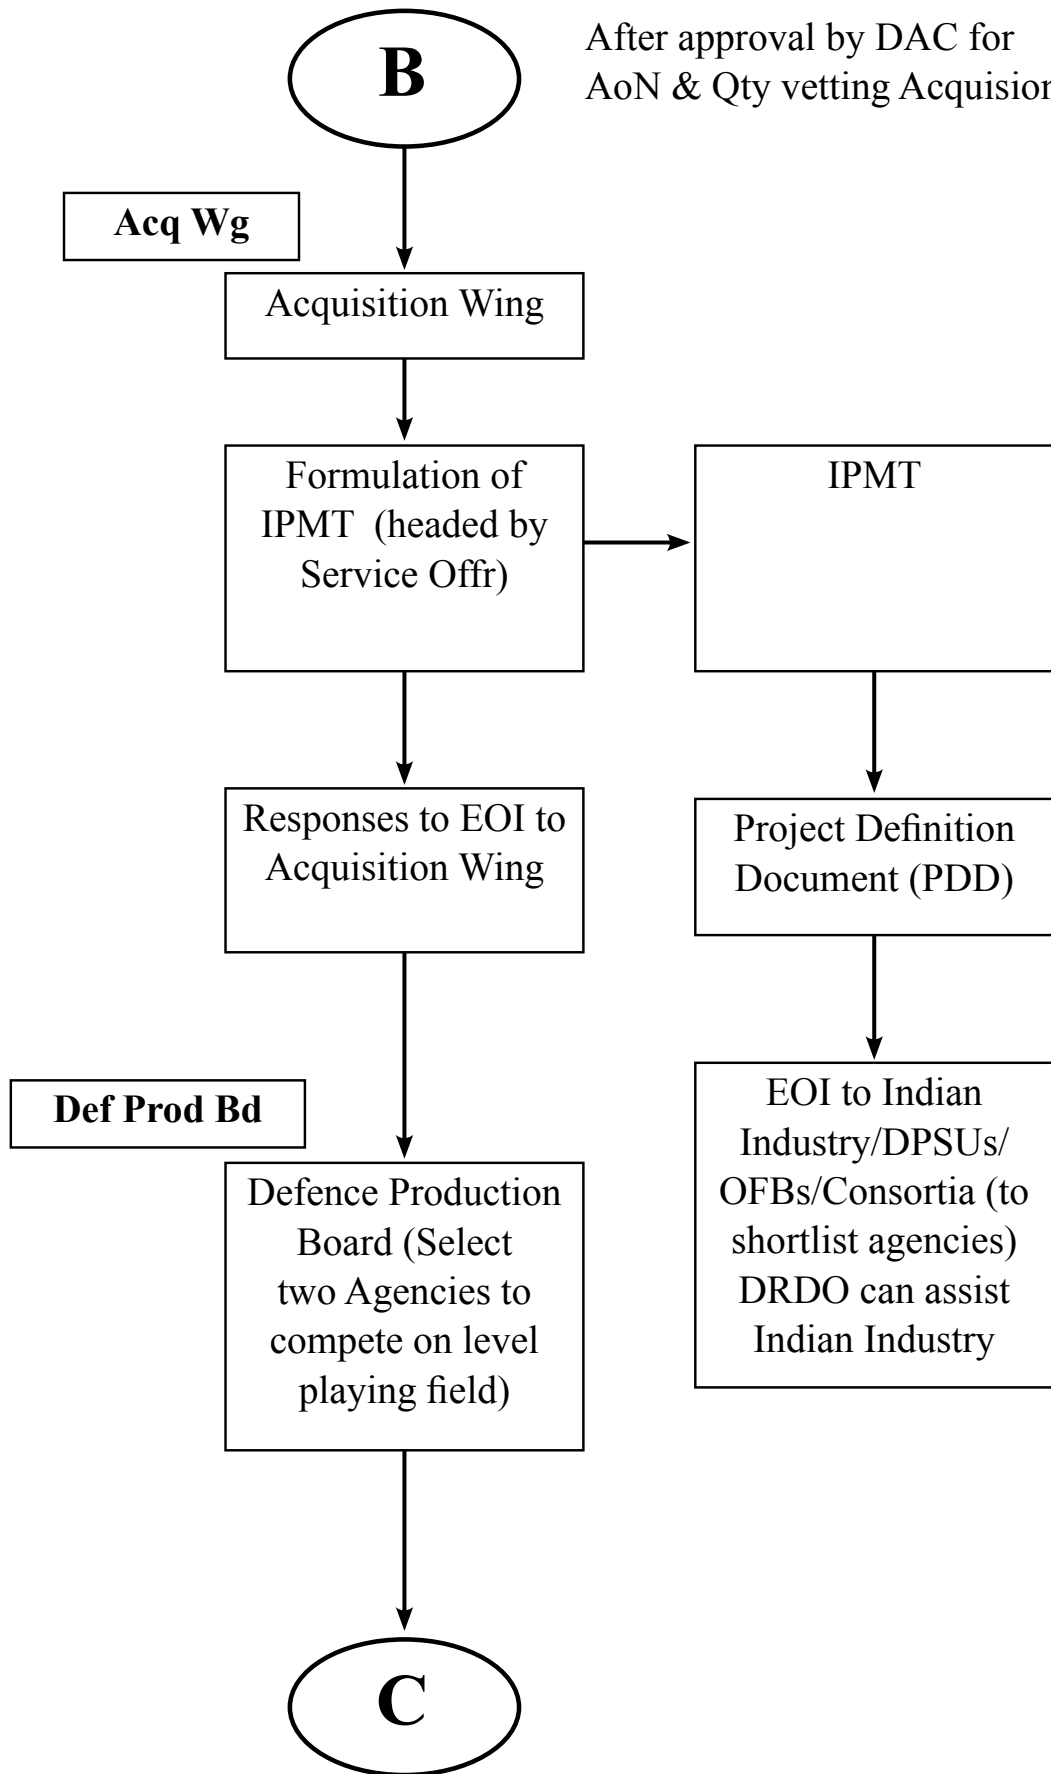 B
After approval by DAC for
AoN & Qty vetting Acquision
Acq Wg
Acquisition Wing
Formulation of
IPMT (headed by
Service Offr)
IPMT
Responses to EOI to
Acquisition Wing
Project Definition
Document (PDD)
Def Prod Bd
Defence Production
Board (Select
two Agencies to
compete on level
playing field)
EOI to Indian
Industry/DPSUs/
OFBs/Consortia (to
shortlist agencies)
DRDO can assist
Indian Industry
C